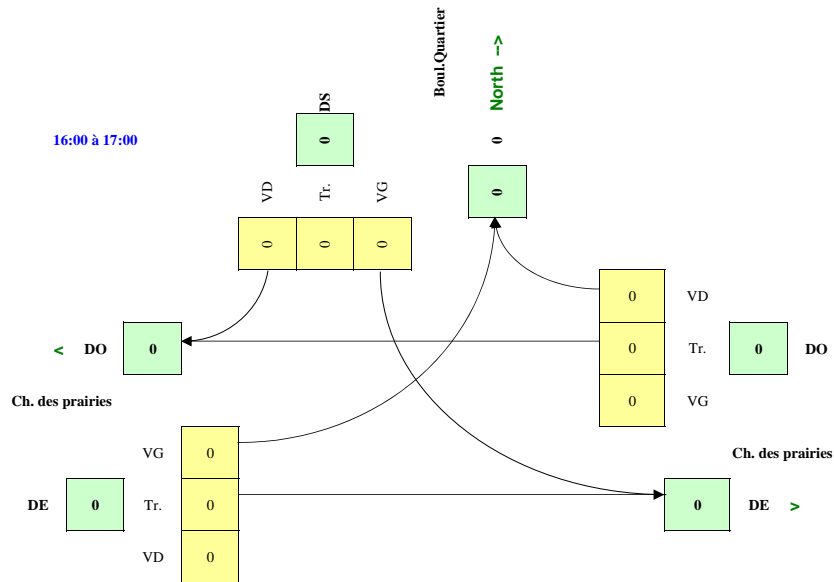 Boul.Quartier
North -->
DS
16:00 à 17:00
0
0
0
VD
Tr.
VG
0
0
0
0
VD
< DO
0
0
Tr.
0
DO
Ch. des prairies
0
VG
VG
0
Ch. des prairies
DE
0
Tr.
0
0
DE >
VD
0